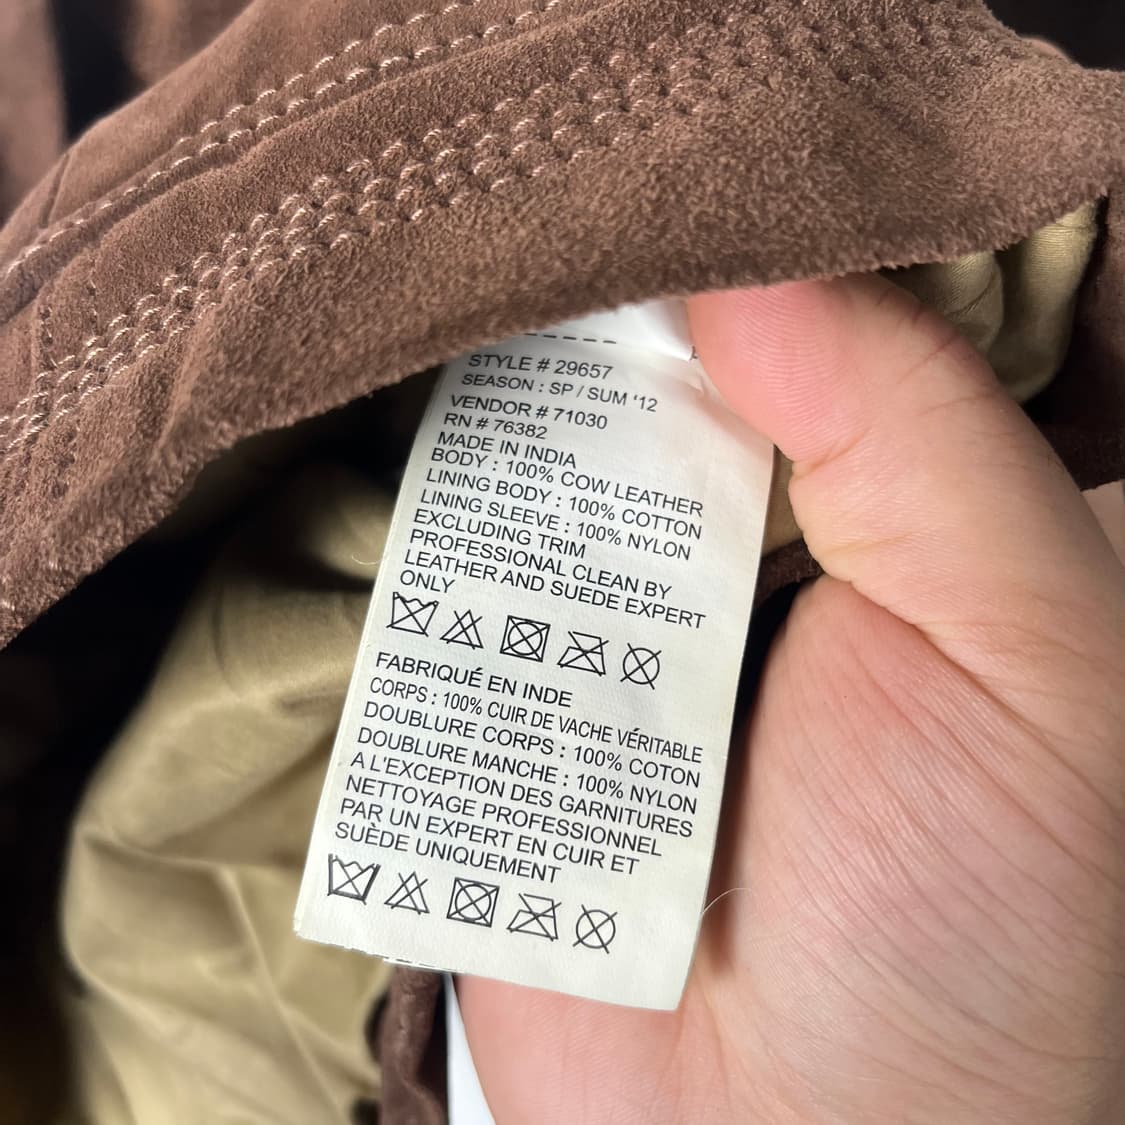 STYLE # 29657
SEASON : SP / SUM '12
VENDOR # 71030
RN # 76382
MADE IN INDIA
BODY : 100% COW LEATHER
LINING BODY : 100% COTTON
LINING SLEEVE : 100% NYLON
EXCLUDING TRIM
PROFESSIONAL CLEAN BY
LEATHER AND SUEDE EXPERT
ONLY
FABRIQUÉ EN INDE
CORPS : 100% CUIR DE VACHE VÉRITABLE
DOUBLURE CORPS : 100% COTON
DOUBLURE MANCHE : 100% NYLON
A L'EXCEPTION DES GARNITURES
NETTOYAGE PROFESSIONNEL
PAR UN EXPERT EN CUIR ET
SUÈDE UNIQUEMENT